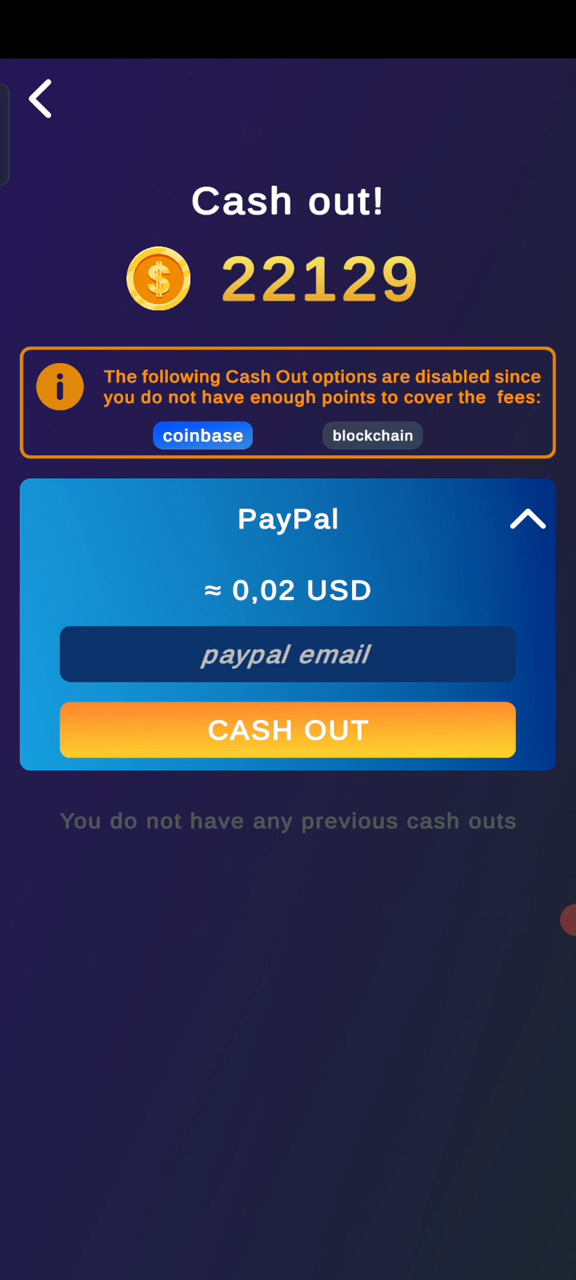 Cash out!
22129
The following Cash Out options are disabled since
you do not have enough points to cover the fees:
coinbase blockchain
PayPal
≈ 0,02 USD
paypal email
CASH OUT
You do not have any previous cash outs